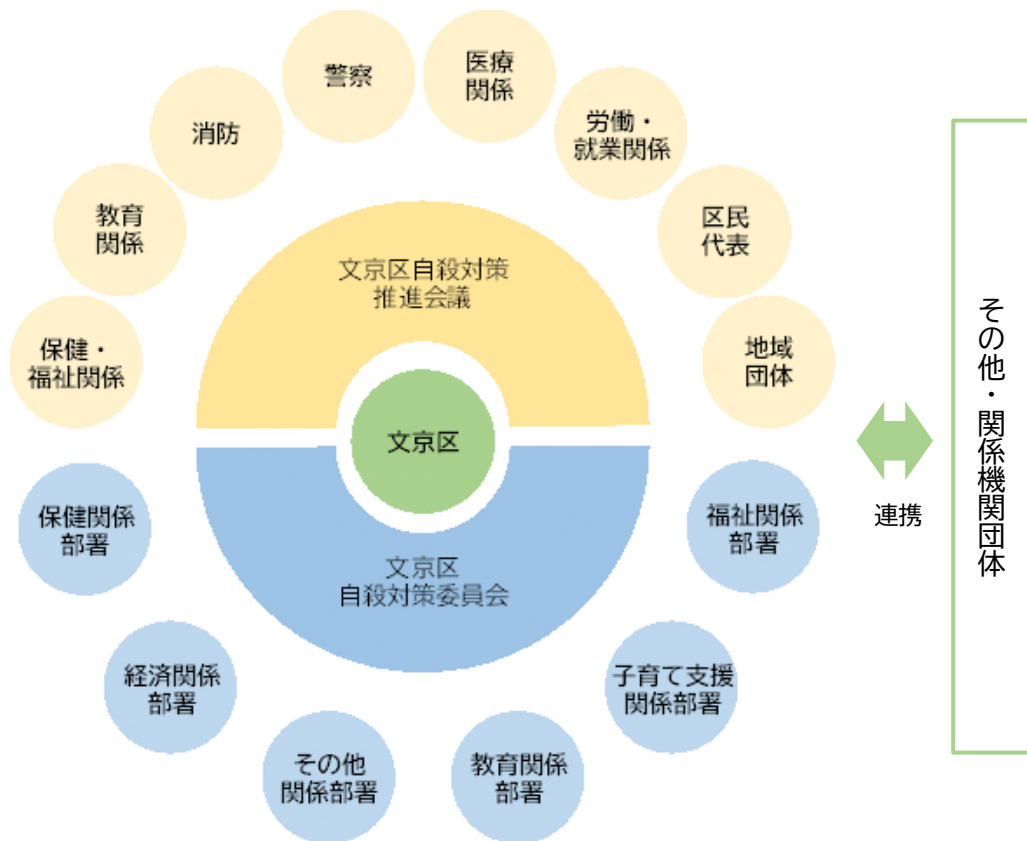 警察
医療
関係
消防
労働・
就業関係
教育
関係
区民
代表
文京区自殺対策
推進会議
保健・
福祉関係
地域
団体
文京区
連携
その他・関係機関団体
保健関係
部署
福祉関係
部署
文京区
自殺対策委員会
経済関係
部署
子育て支援
関係部署
その他
関係部署
教育関係
部署